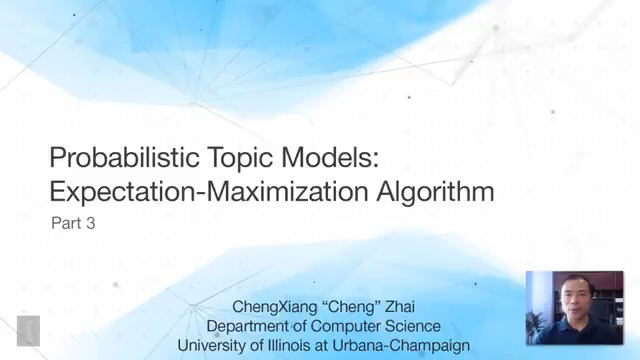 Probabilistic Topic Models:
Expectation-Maximization Algorithm
Part 3
ChengXiang “Cheng” Zhai
Department of Computer Science
University of Illinois at Urbana-Champaign